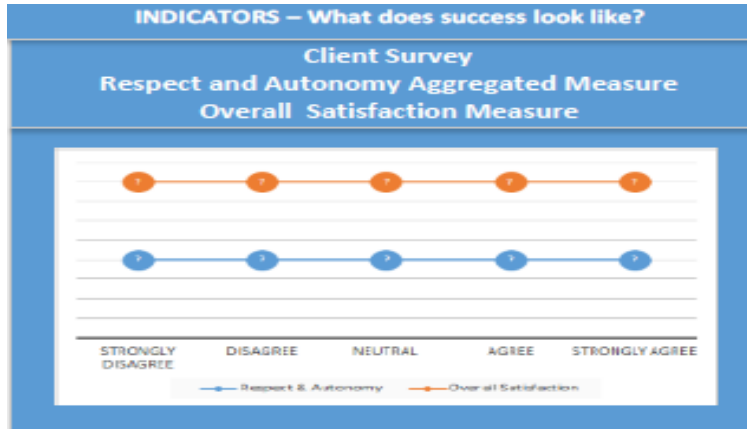 INDICATORS – What does success look like?
Client Survey
Respect and Autonomy Aggregated Measure
Overall Satisfaction Measure
? ? ? ? ?
? ? ? ? ?
STRONGLY DISAGREE
DISAGREE
NEUTRAL
AGREE
STRONGLY AGREE
Respect & Autonomy
Overall Satisfaction